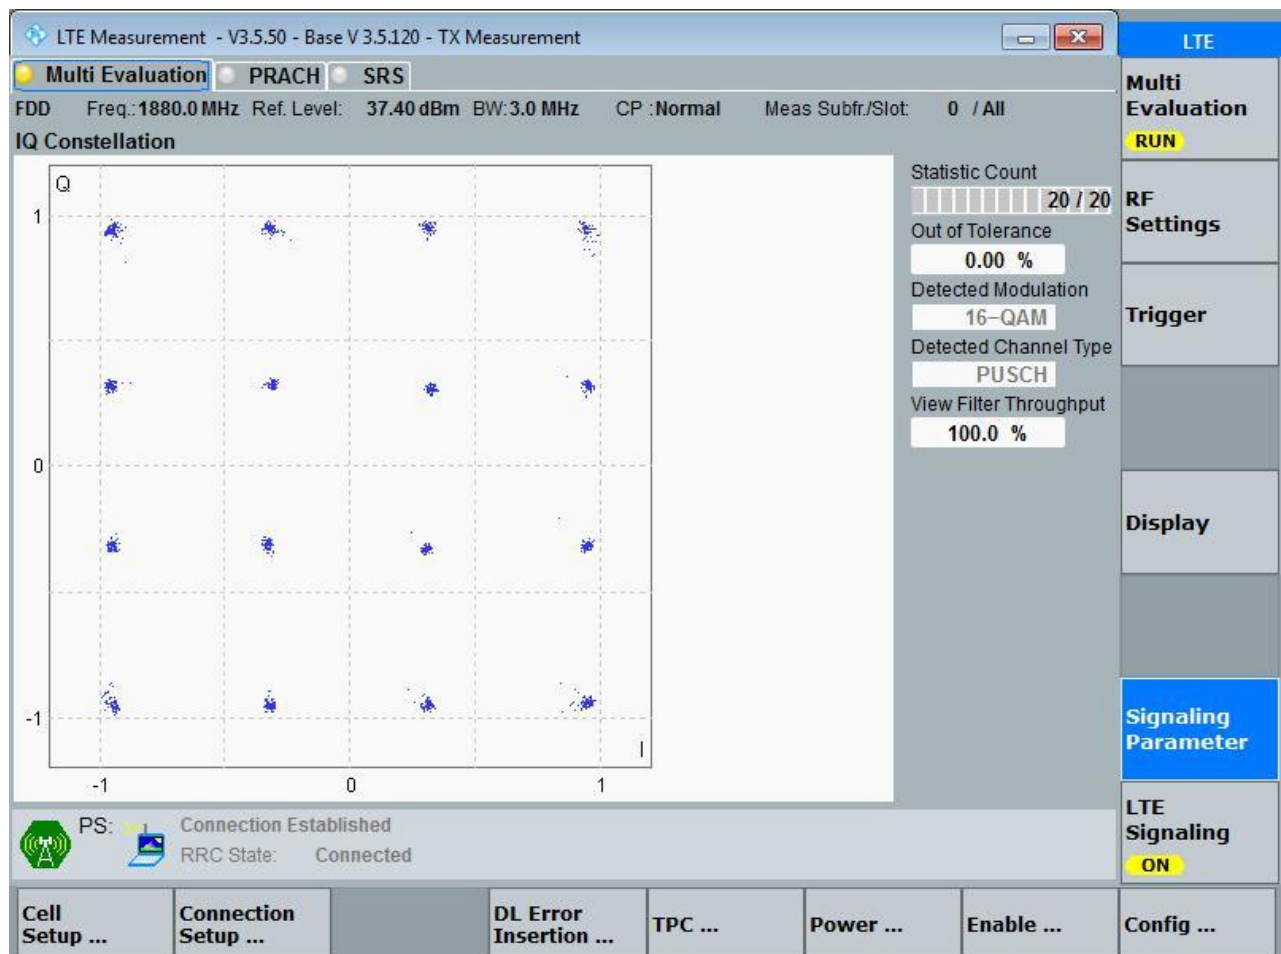 LTE Measurement - V3.5.50 - Base V 3.5.120 - TX Measurement
LTE
Multi Evaluation PRACH SRS
FDD Freq.:1880.0 MHz Ref. Level: 37.40 dBm BW:3.0 MHz CP :Normal Meas Subfr./Slot: 0 / All
IQ Constellation
Q
1
0
-1
I
-1 0 1
Statistic Count
20 / 20
Out of Tolerance
0.00 %
Detected Modulation
16-QAM
Detected Channel Type
PUSCH
View Filter Throughput
100.0 %
Multi
Evaluation
RUN
RF
Settings
Trigger
Display
Signaling
Parameter
LTE
Signaling
ON
PS: Connection Established
RRC State: Connected
Cell
Setup ...
Connection
Setup ...
DL Error
Insertion ...
TPC ...
Power ...
Enable ...
Config ...